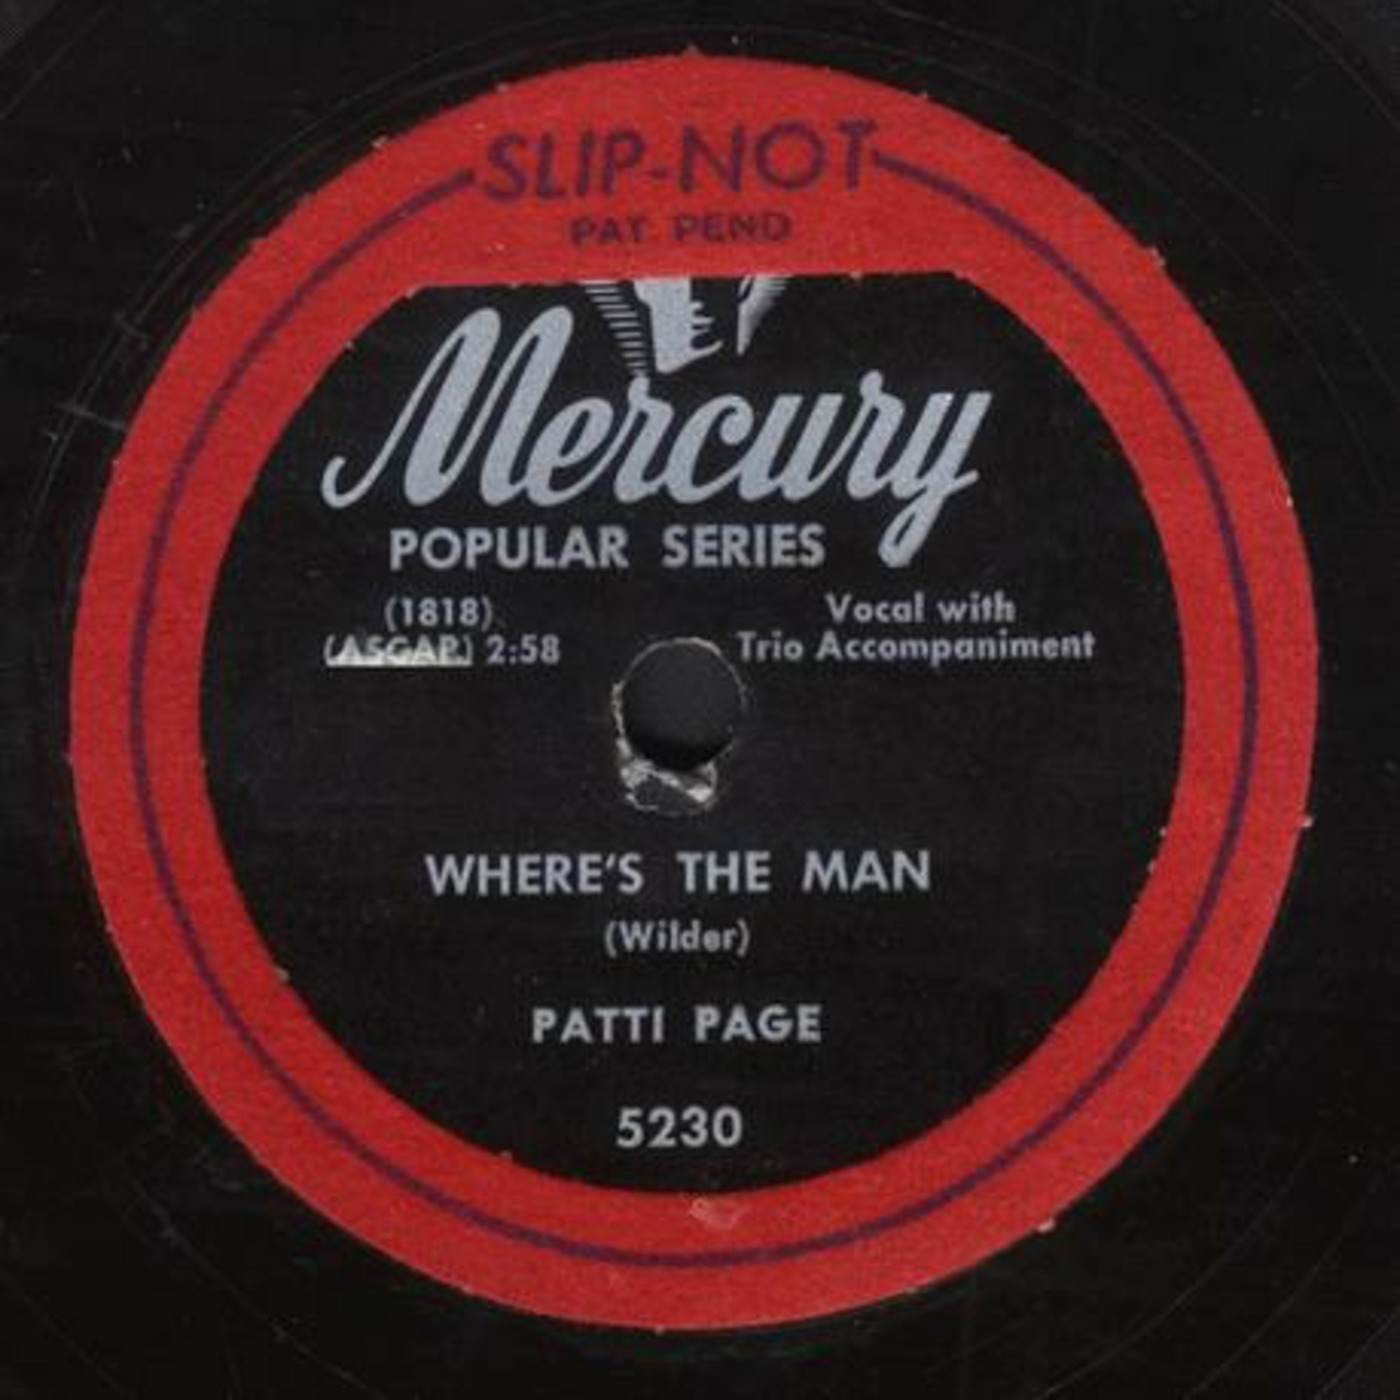 SLIP-NOT
PAT. PEND
Mercury
POPULAR SERIES
(1818)
(ASCAP) 2:58
Vocal with
Trio Accompaniment
WHERE'S THE MAN
(Wilder)
PATTI PAGE
5230